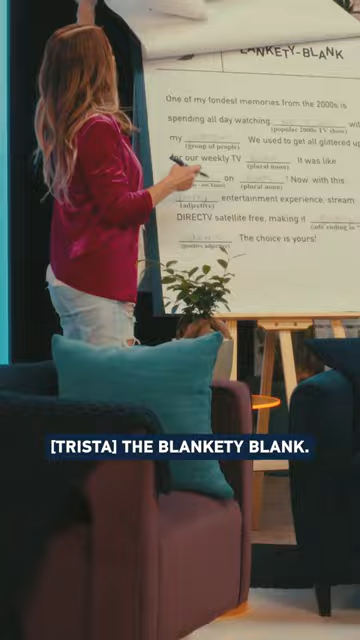 BLANKETY-BLANK
One of my fondest memories from the 2000s is
spending all day watching
(popular 2000s TV show)
my
(group of people)
We used to get all glittered up
for our weekly TV
(plural noun)
It was like
on
(plural noun)
! Now with this
(adjective)
entertainment experience, stream
DIRECTV satellite free, making it
(positive adjective)
The choice is yours!
[TRISTA] THE BLANKETY BLANK.